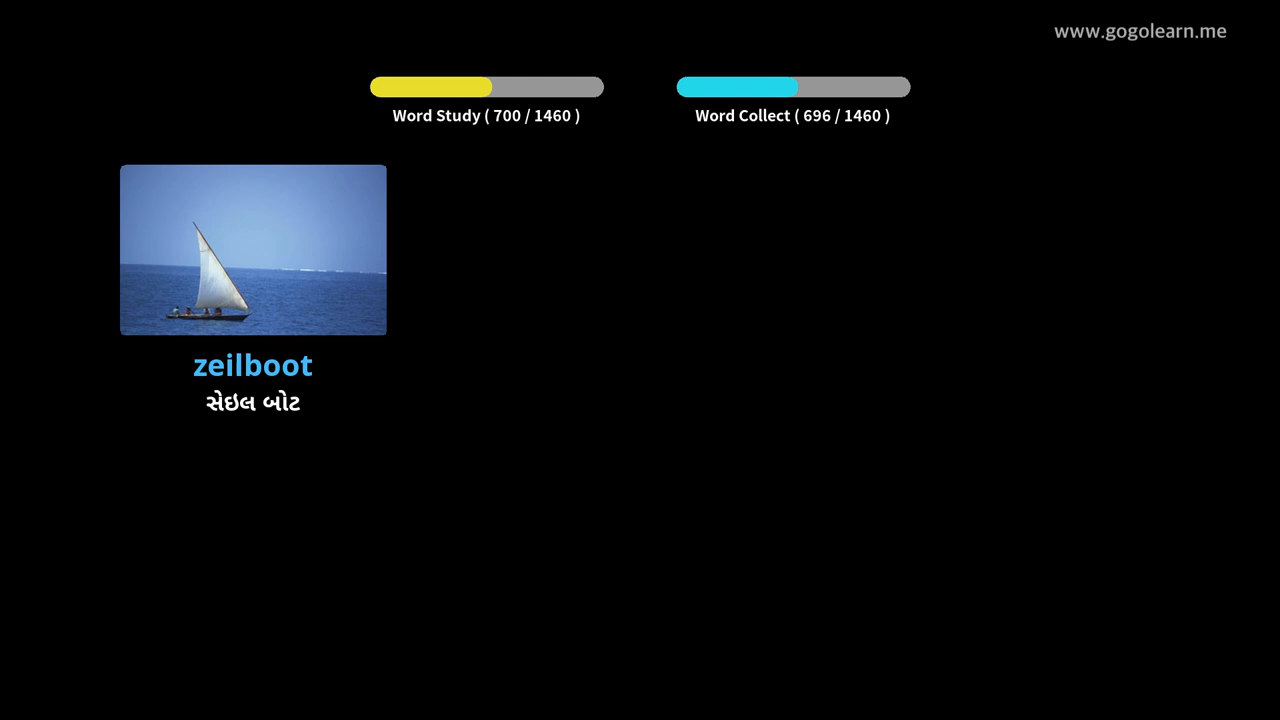 www.gogolearn.me
Word Study ( 700 / 1460 )
Word Collect ( 696 / 1460 )
zeilboot
સેઇલ બોટ